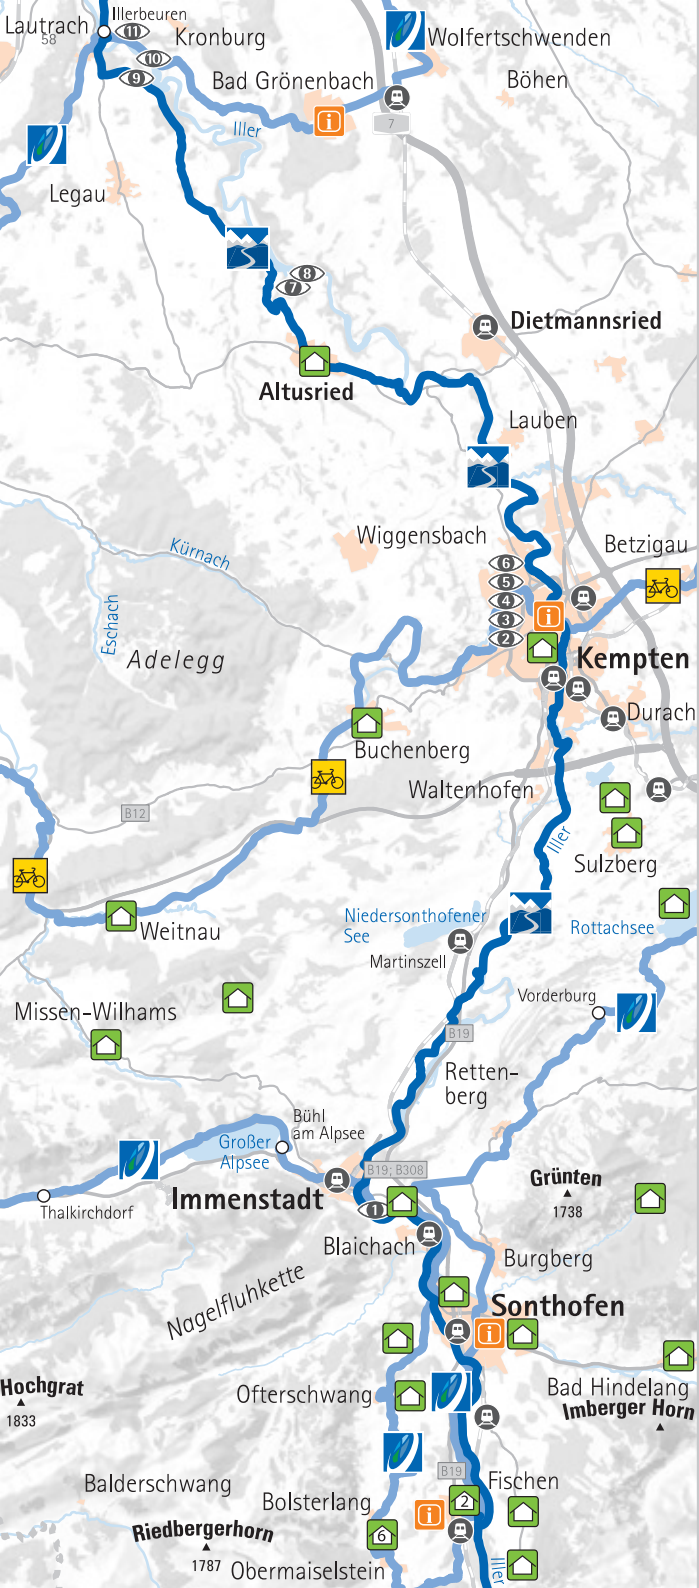 Illerbeuren
Lautrach
58
11
Kronburg
Wolfertschwenden
10
9
Bad Grönenbach
Böhen
i
7
Iller
Legau
8
7
Dietmannsried
Altusried
Lauben
Wiggensbach
Kürnach
Betzigau
6
5
4
3
2
i
Eschach
Adelegg
Kempten
Durach
Buchenberg
Waltenhofen
B12
Iller
Sulzberg
Niedersonthofener
See
Rottachsee
Weitnau
Martinszell
Missen-Wilhams
Vorderburg
B19
Retten-
berg
Bühl
am Alpsee
Großer
Alpsee
B19; B308
Immenstadt
Grünten
1738
Thalkirchdorf
1
Blaichach
Burgberg
Nagelfluhkette
Sonthofen
i
Hochgrat
1833
Ofterschwang
Bad Hindelang
Imberger Horn
B19
Balderschwang
Fischen
Bolsterlang
2
i
Riedbergerhorn
1787
6
Obermaiselstein
Iller